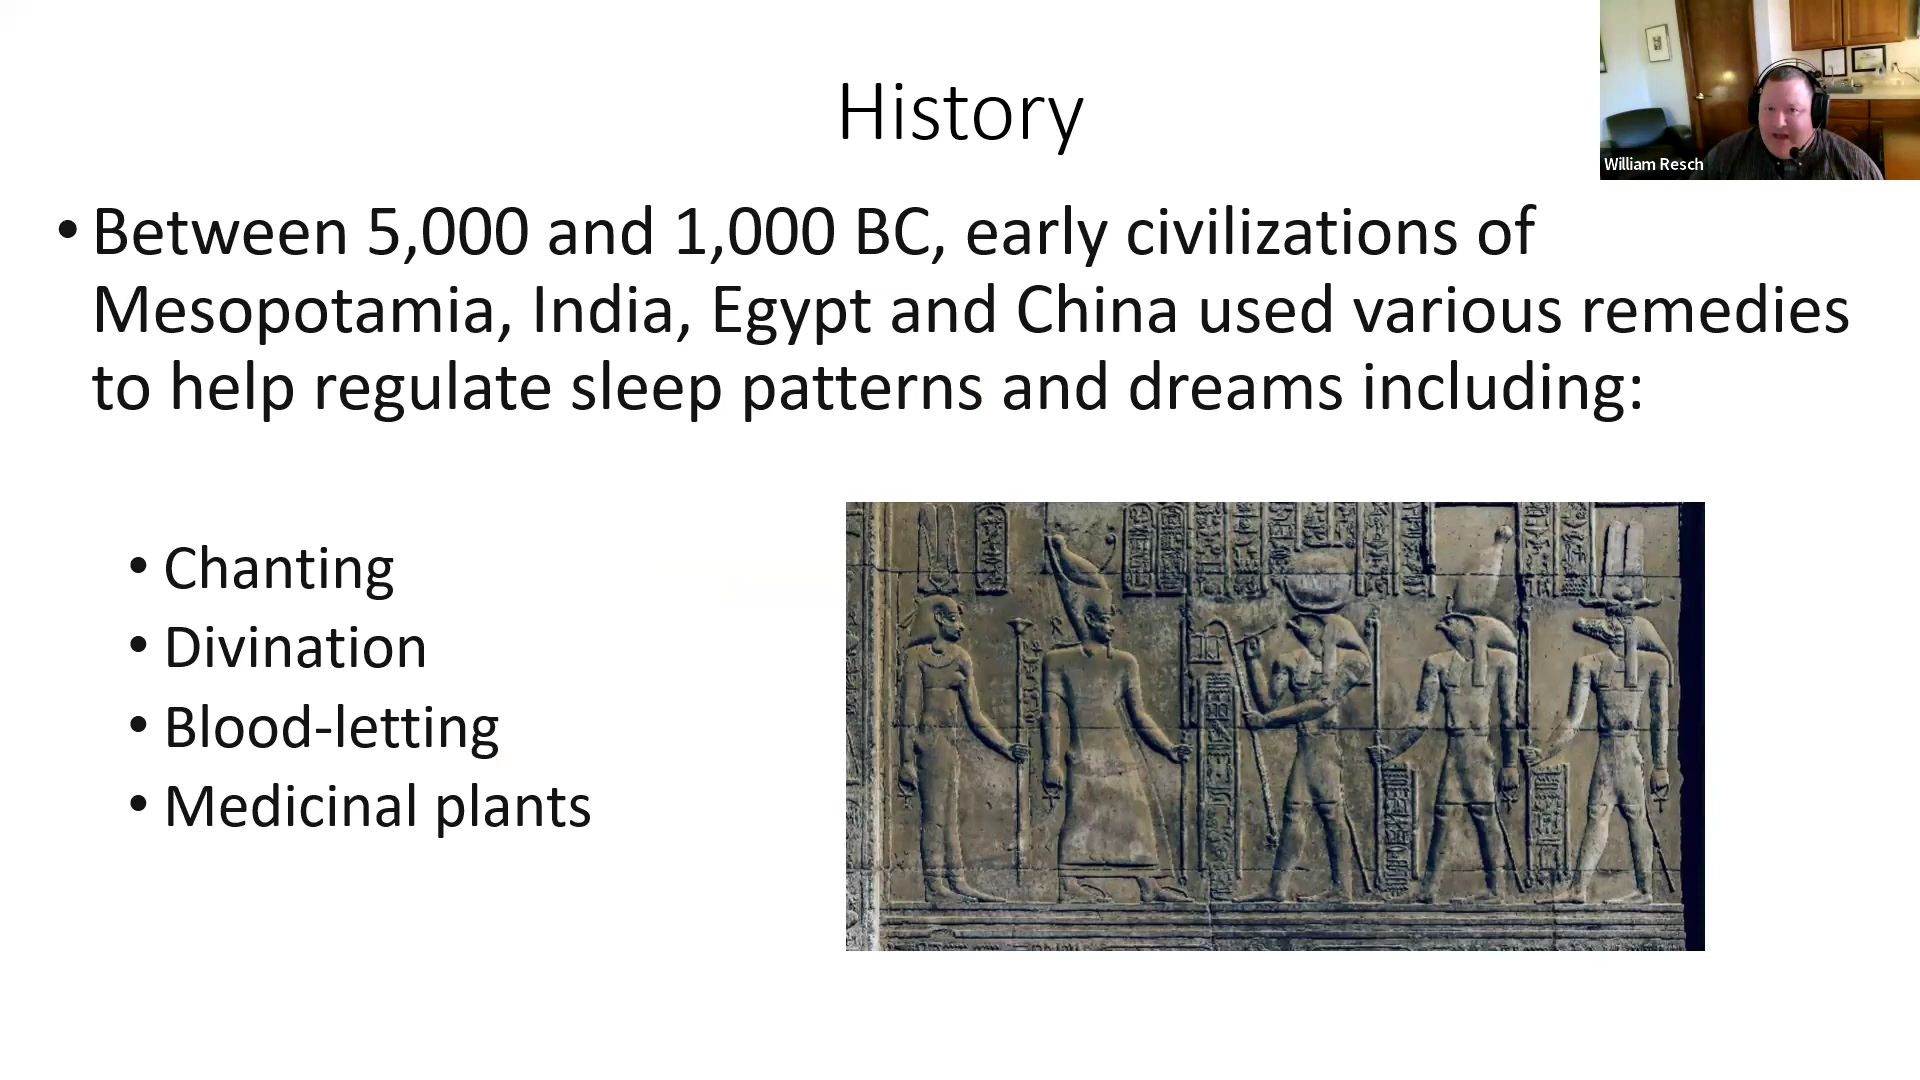 History
William Resch
• Between 5,000 and 1,000 BC, early civilizations of
Mesopotamia, India, Egypt and China used various remedies
to help regulate sleep patterns and dreams including:
• Chanting
• Divination
• Blood-letting
• Medicinal plants